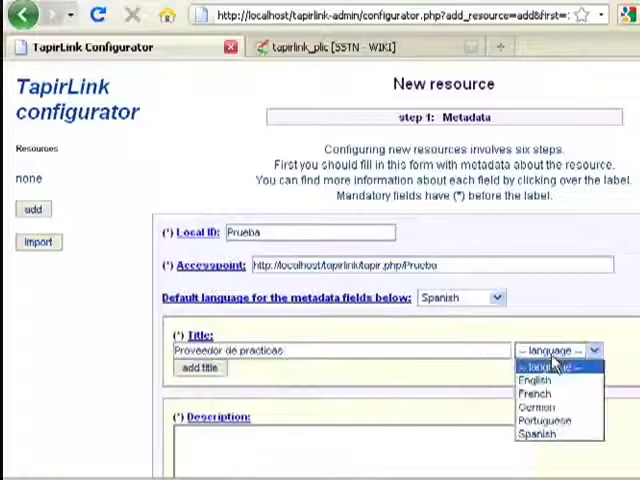 http://localhost/tapirlink-admin/configurator.php?add_resource=add&first=
TapirLink Configurator
tapirlink_plic [SSTN - WIKI]
TapirLink
configurator
Resources
none
add
import
New resource
step 1: Metadata
Configuring new resources involves six steps.
First you should fill in this form with metadata about the resource.
You can find more information about each field by clicking over the label.
Mandatory fields have (*) before the label.
(*) Local ID: Prueba
(*) Accesspoint: http://localhost/tapirlink/tapir.php/Prueba
Default language for the metadata fields below: Spanish
(*) Title:
Proveedor de practicas -- language --
add title
-- language --
English
French
German
Portuguese
Spanish
(*) Description: